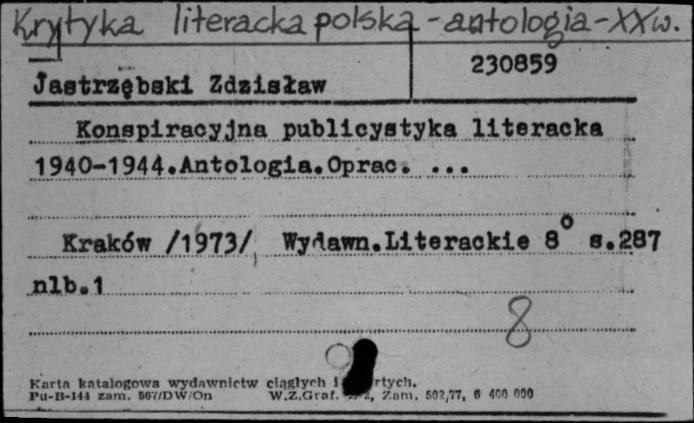 Krytyka literacka polska - antologia - XX w.
230859
Jastrzębski Zdzisław
Konspiracyjna publicystyka literacka
1940-1944.Antologia.Oprac. ...
Kraków /1973/ Wydawn.Literackie 8° s.287
nlb.1
8
Karta katalogowa wydawnictw ciągłych i
Pu-B-144 zam. 567/DW/On W.Z.Graf. Zam. 502/77, 6 400 000